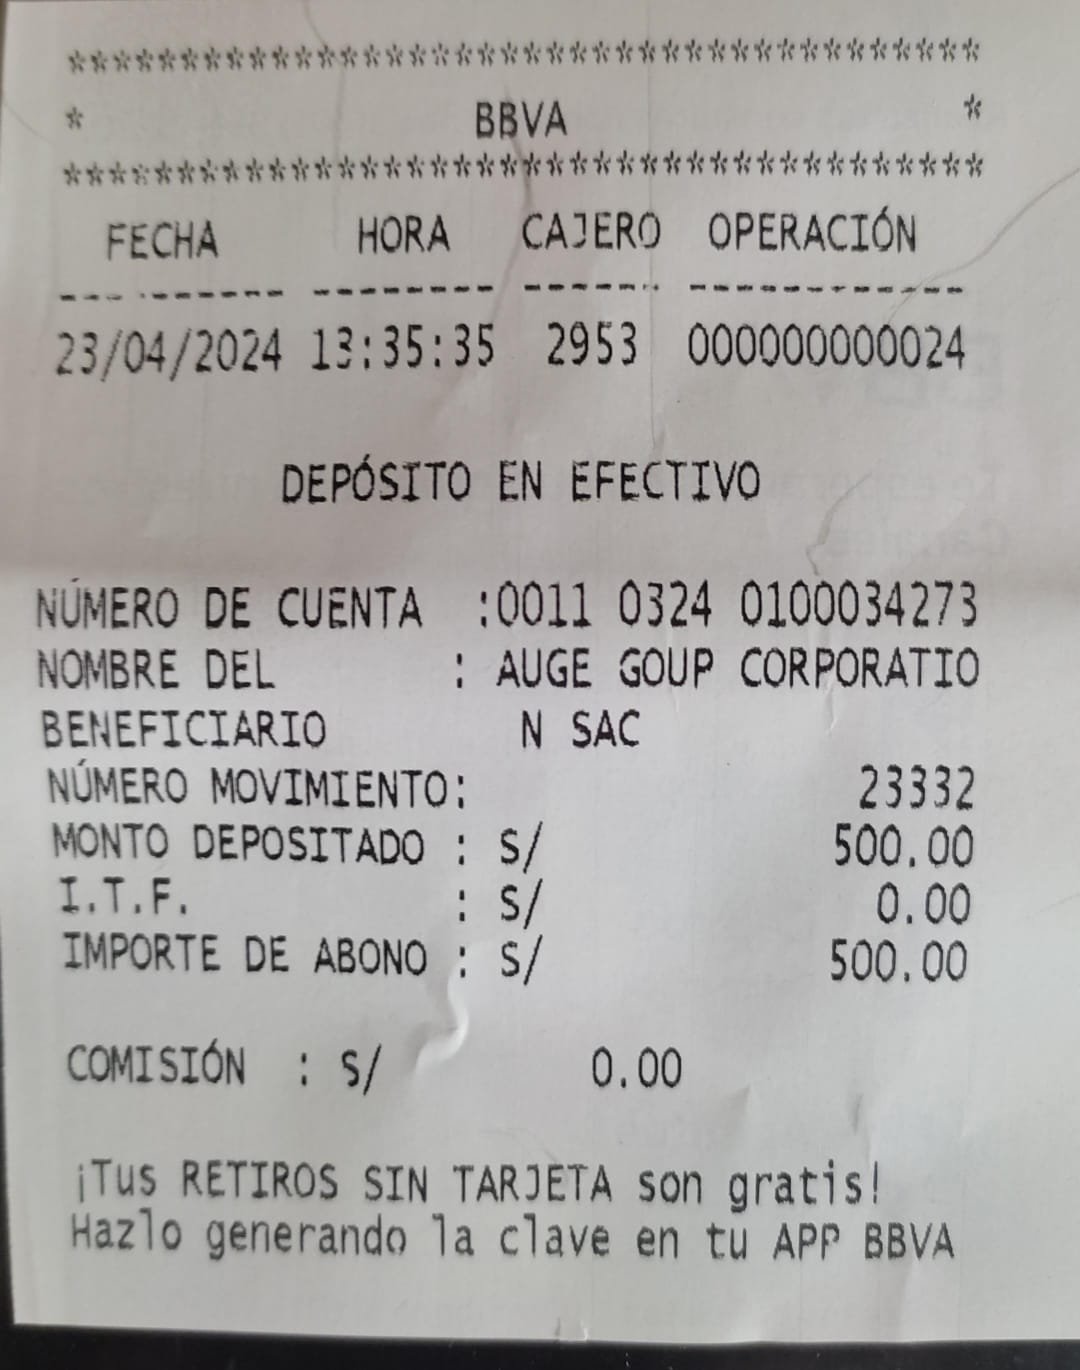 ****************************************
* BBVA *
****************************************
FECHA HORA CAJERO OPERACIÓN
---------- -------- ------ ------------
23/04/2024 13:35:35 2953 000000000024
DEPÓSITO EN EFECTIVO
NÚMERO DE CUENTA :0011 0324 0100034273
NOMBRE DEL : AUGE GOUP CORPORATIO
BENEFICIARIO N SAC
NÚMERO MOVIMIENTO: 23332
MONTO DEPOSITADO : S/ 500.00
I.T.F. : S/ 0.00
IMPORTE DE ABONO : S/ 500.00
COMISIÓN : S/ 0.00
¡Tus RETIROS SIN TARJETA son gratis!
Hazlo generando la clave en tu APP BBVA